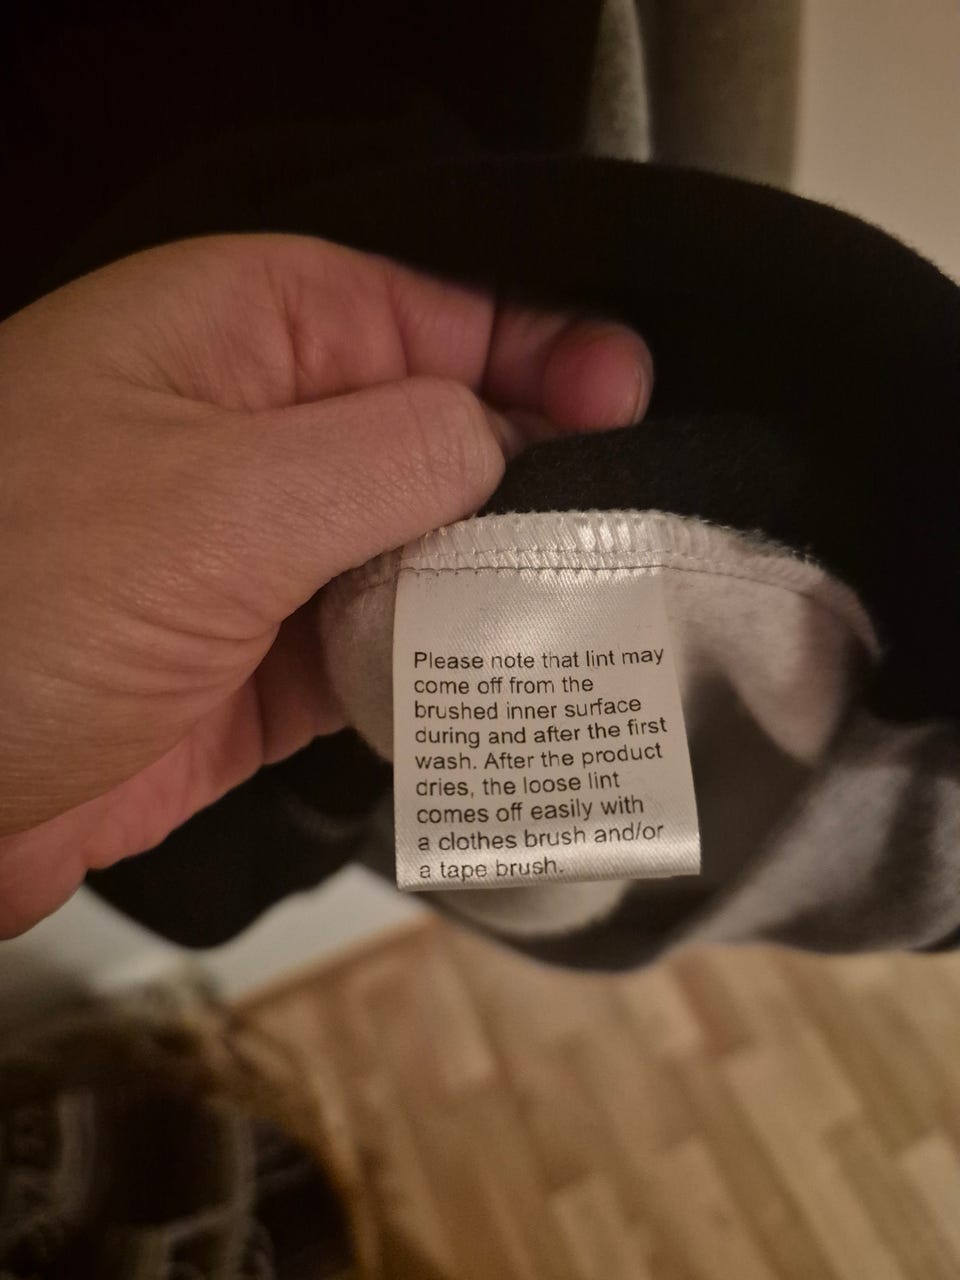 Please note that lint may
come off from the
brushed inner surface
during and after the first
wash. After the product
dries, the loose lint
comes off easily with
a clothes brush and/or
a tape brush.